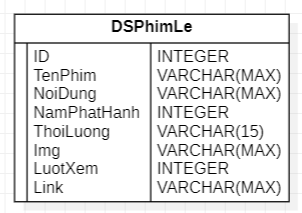 DSPhimLe
ID INTEGER
TenPhim VARCHAR(MAX)
NoiDung VARCHAR(MAX)
NamPhatHanh INTEGER
ThoiLuong VARCHAR(15)
Img VARCHAR(MAX)
LuotXem INTEGER
Link VARCHAR(MAX)